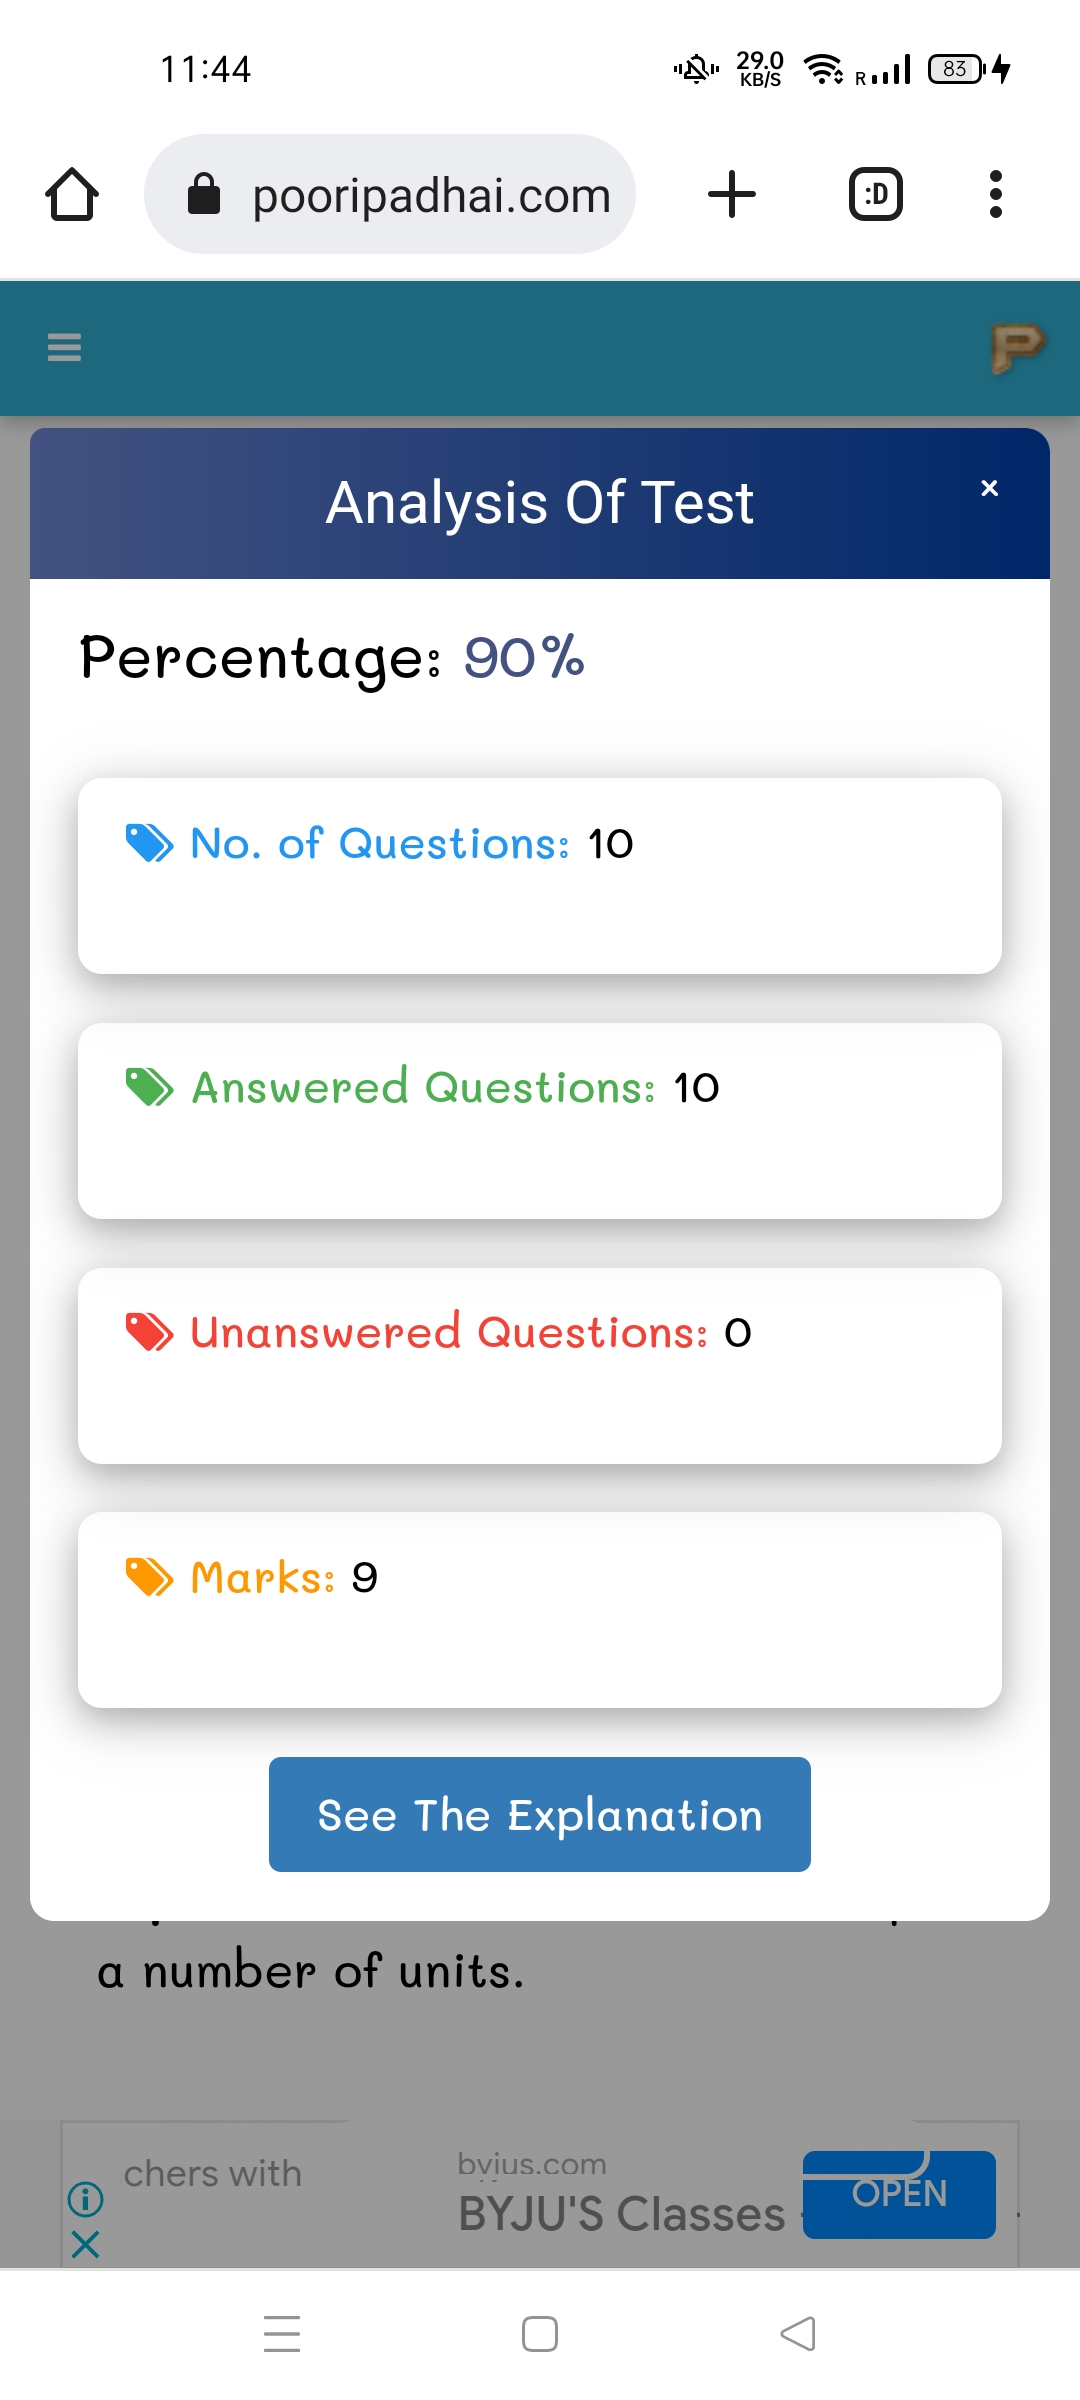 11:44
29.0
KB/S
R
83
pooripadhai.com
:D
P
Analysis Of Test
×
Percentage: 90%
No. of Questions: 10
Answered Questions: 10
Unanswered Questions: 0
Marks: 9
See The Explanation
a number of units.
chers with
byjus.com
BYJU'S Classes -
OPEN